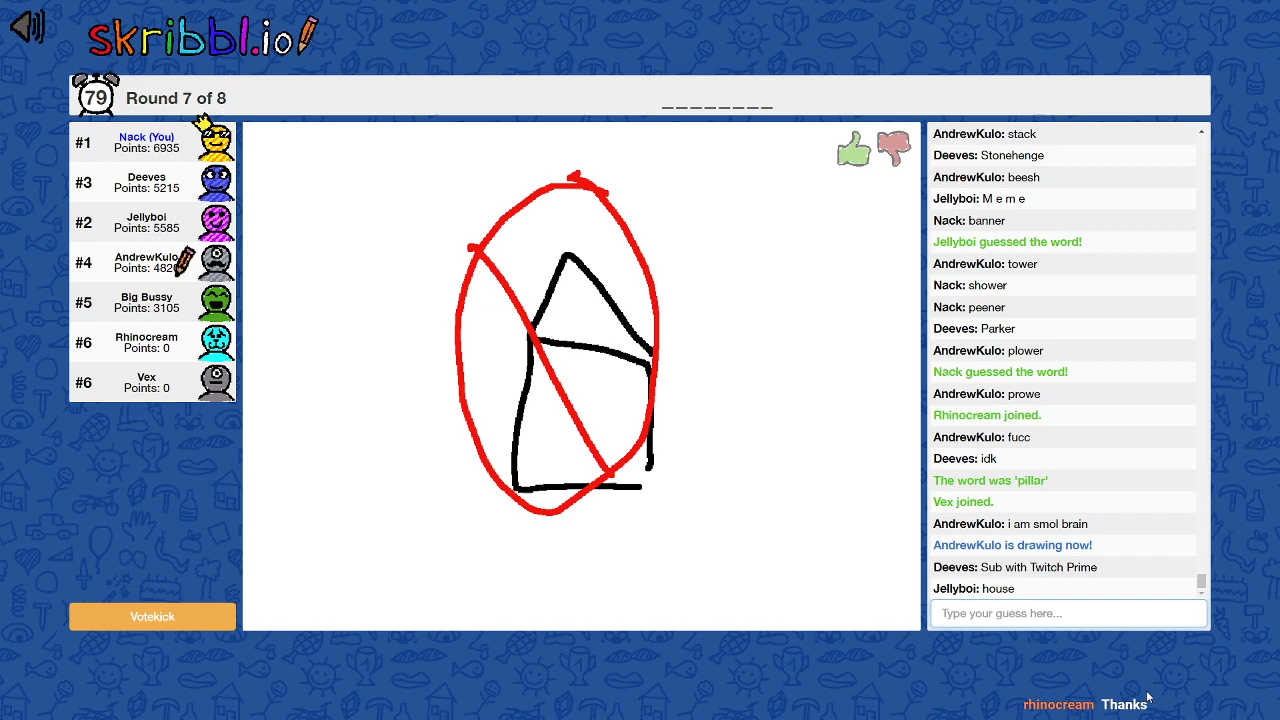 skribbl.io
79
Round 7 of 8
________
#1
Nack (You)
Points: 6935
#3
Deeves
Points: 5215
#2
Jellyboi
Points: 5585
#4
AndrewKulo
Points: 482
#5
Big Bussy
Points: 3105
#6
Rhinocream
Points: 0
#6
Vex
Points: 0
Votekick
AndrewKulo: stack
Deeves: Stonehenge
AndrewKulo: beesh
Jellyboi: M e m e
Nack: banner
Jellyboi guessed the word!
AndrewKulo: tower
Nack: shower
Nack: peener
Deeves: Parker
AndrewKulo: plower
Nack guessed the word!
AndrewKulo: prowe
Rhinocream joined.
AndrewKulo: fucc
Deeves: idk
The word was 'pillar'
Vex joined.
AndrewKulo: i am smol brain
AndrewKulo is drawing now!
Deeves: Sub with Twitch Prime
Jellyboi: house
Type your guess here...
rhinocream Thanks